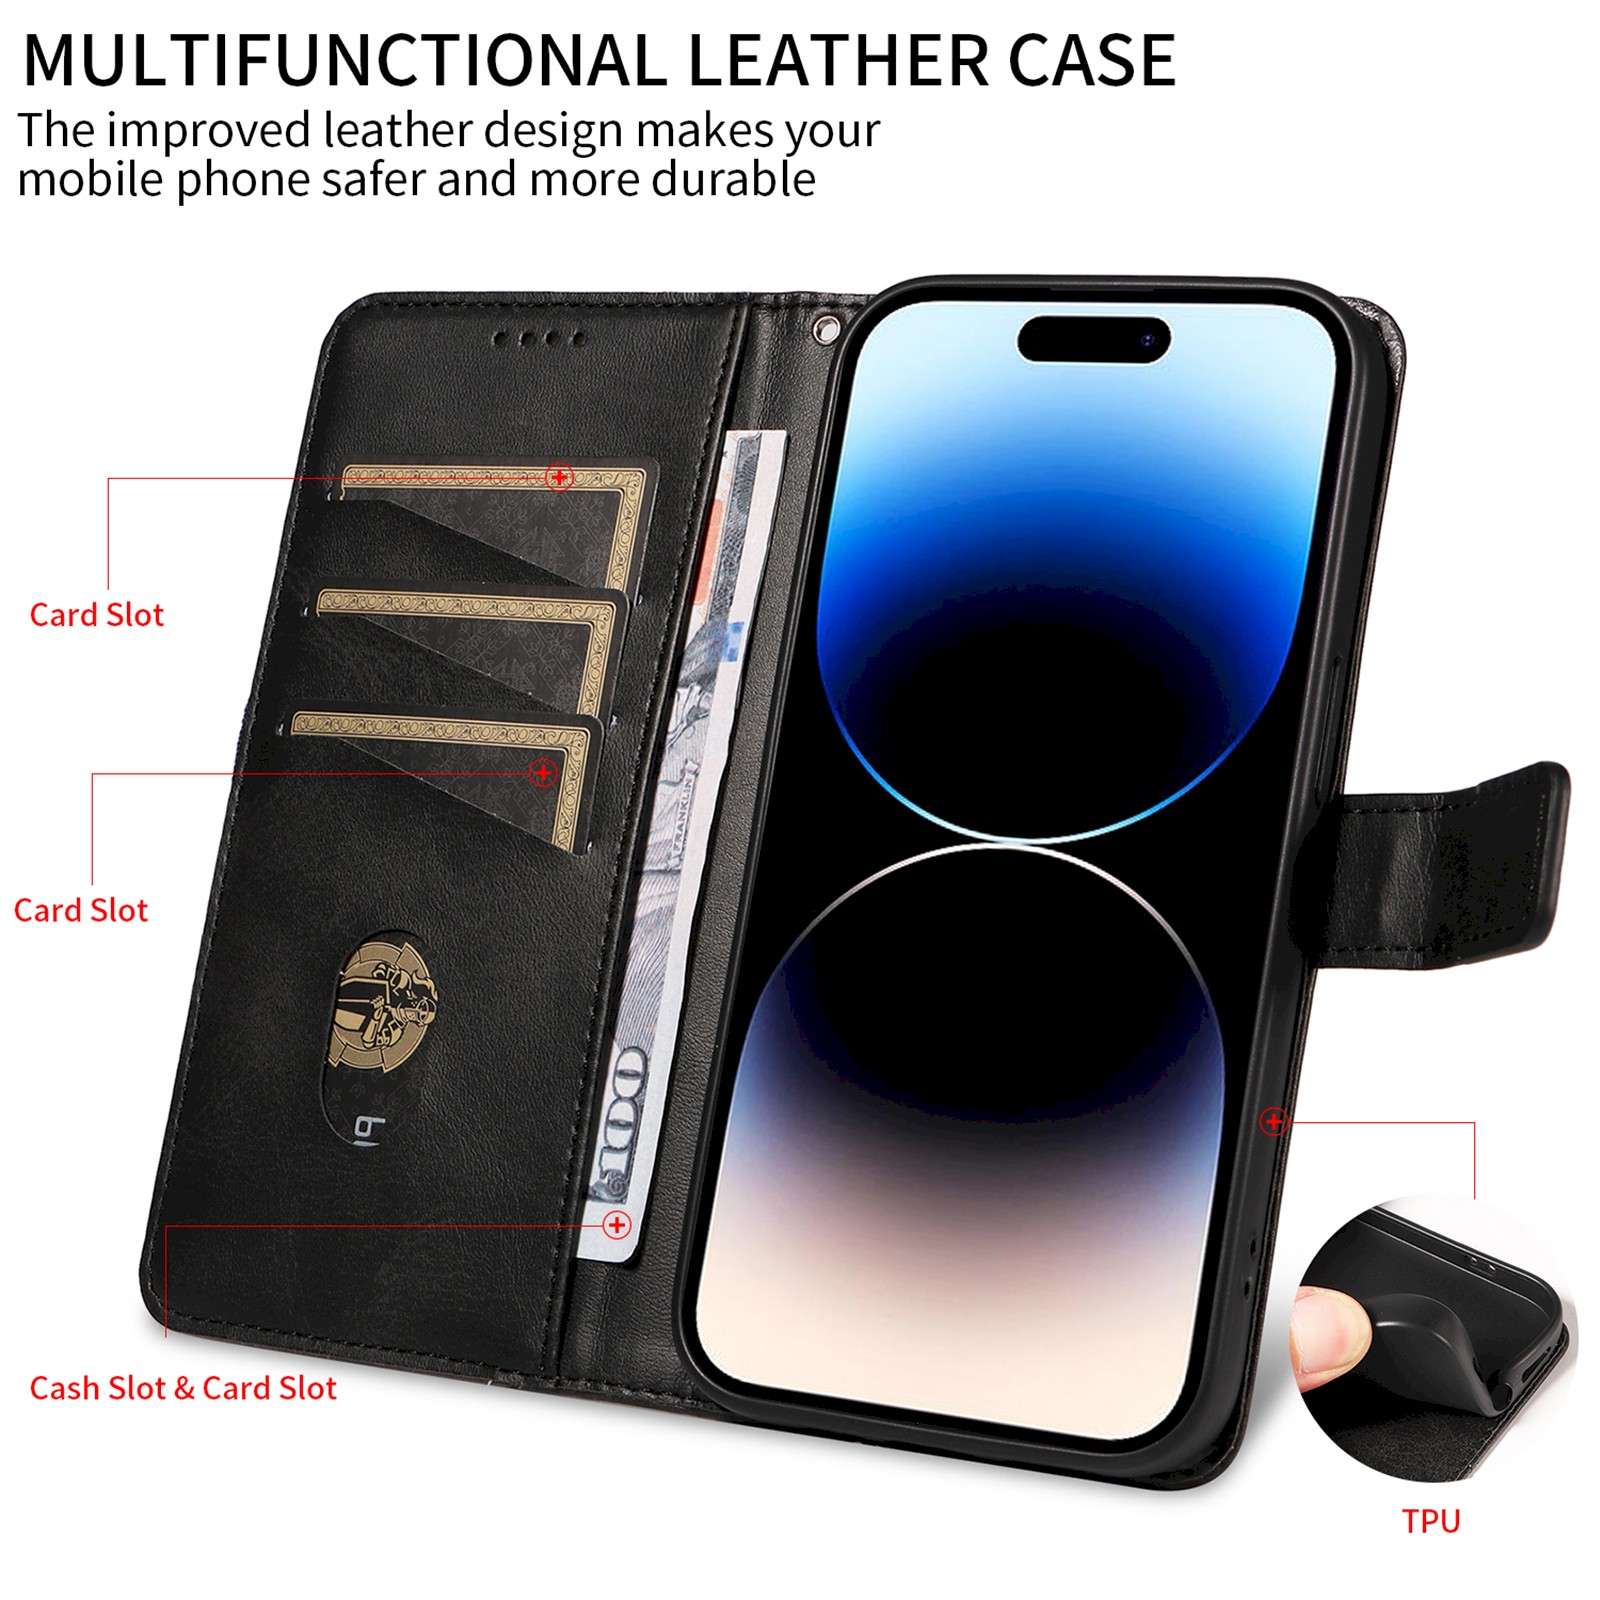 MULTIFUNCTIONAL LEATHER CASE
The improved leather design makes your
mobile phone safer and more durable
Card Slot
FRANKLIN
Card Slot
100
Cash Slot & Card Slot
TPU